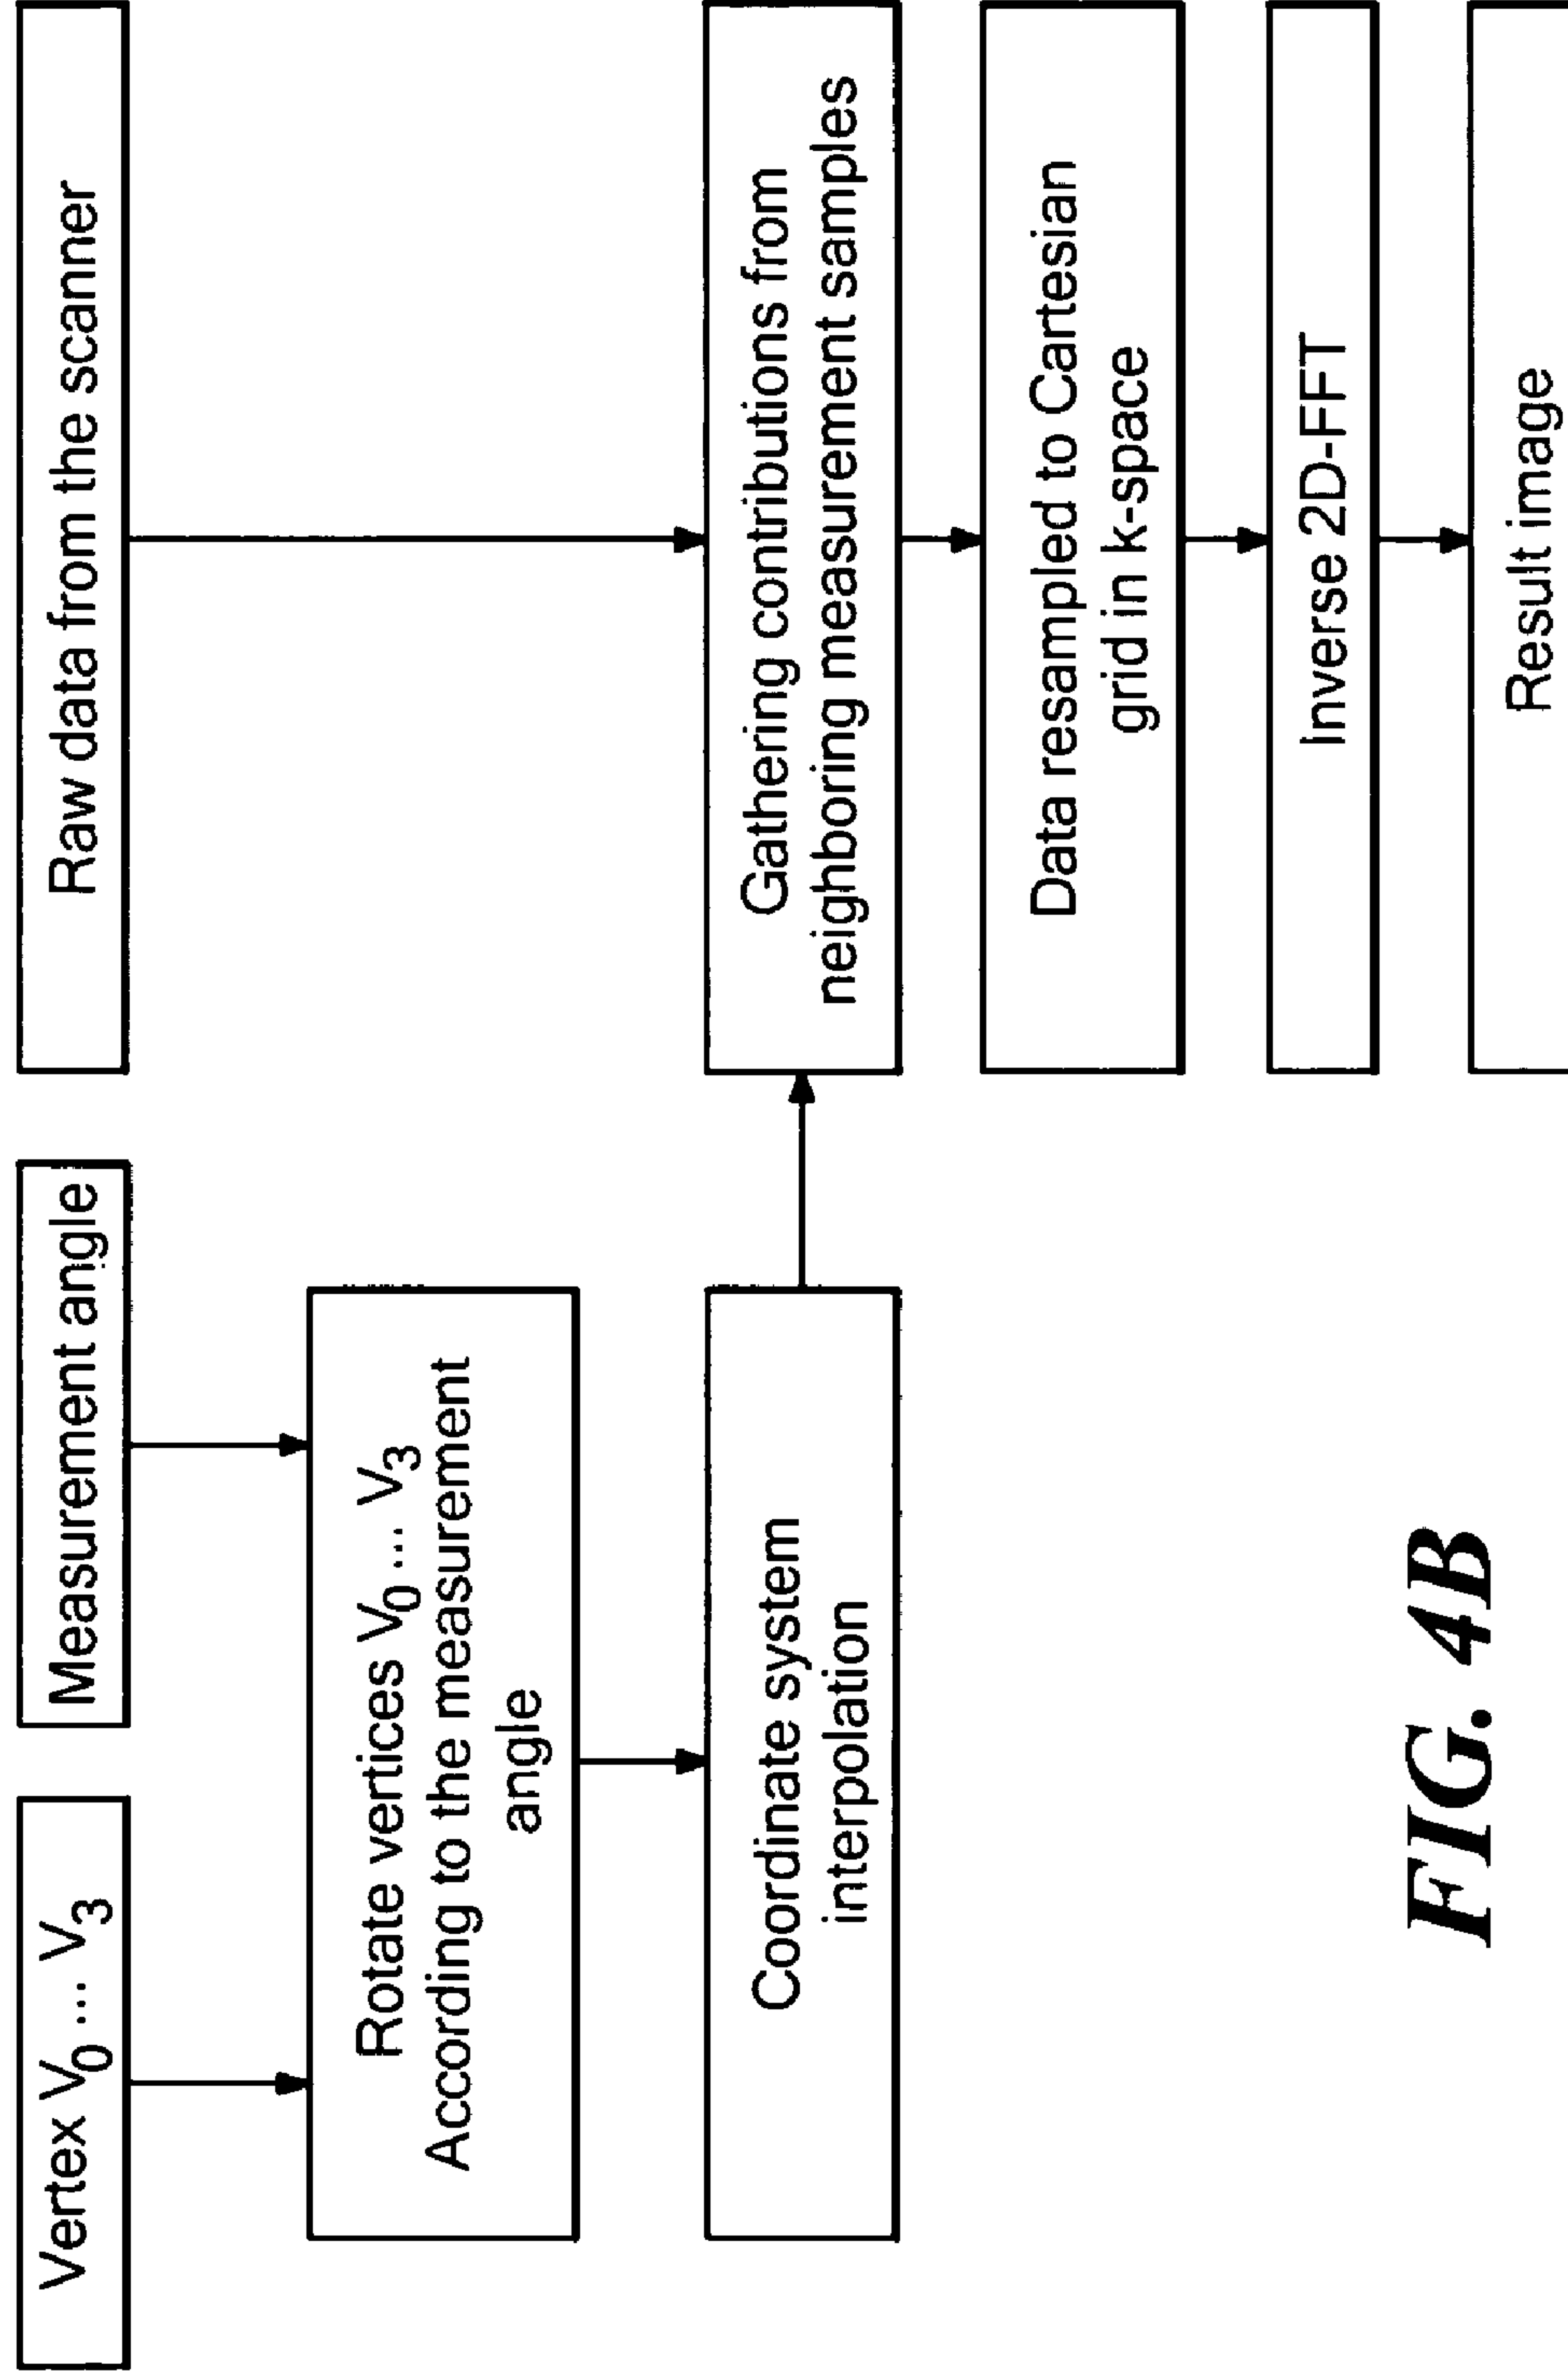 Vertex V0 ... V3
Measurement angle
Raw data from the scanner
Rotate vertices V0 ... V3
According to the measurement
angle
Coordinate system
interpolation
Gathering contributions from
neighboring measurement samples
Data resampled to Cartesian
grid in k-space
Inverse 2D-FFT
Result image
FIG. 4B